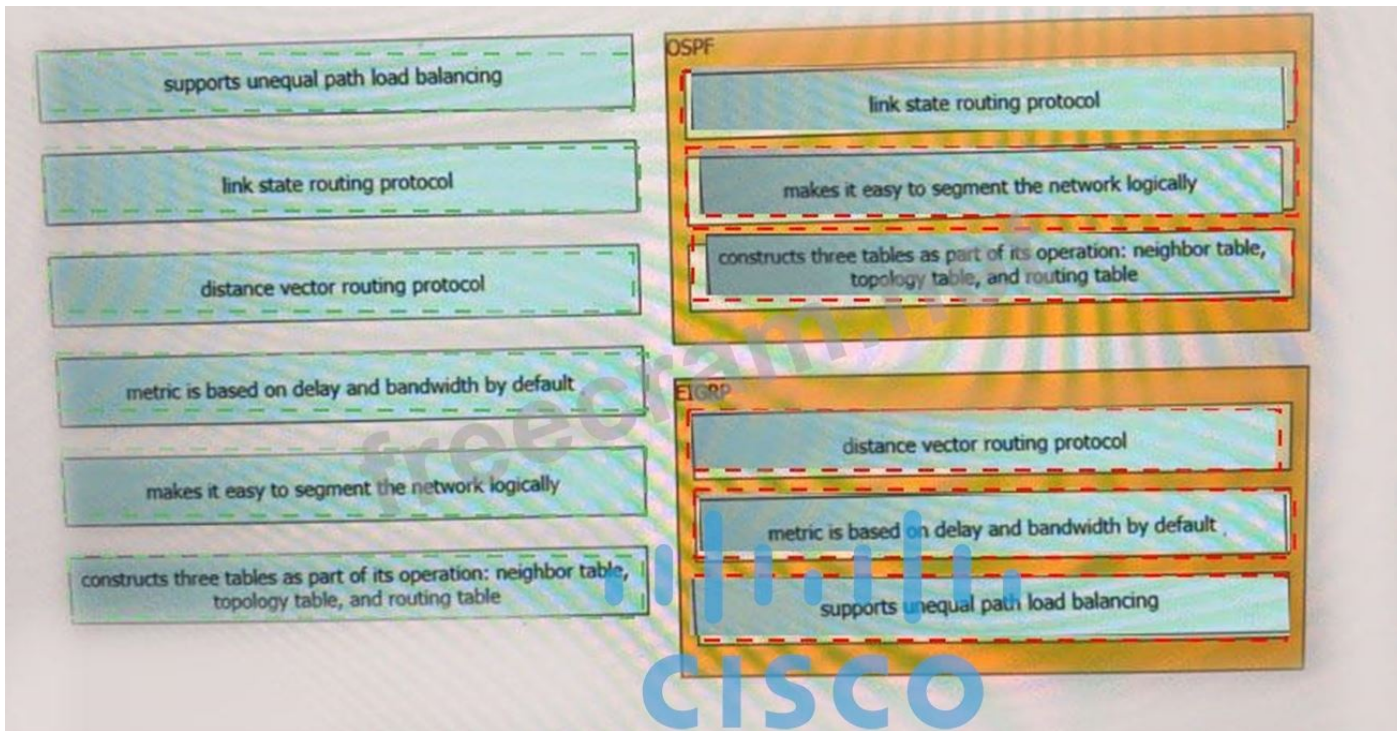 supports unequal path load balancing
link state routing protocol
distance vector routing protocol
metric is based on delay and bandwidth by default
makes it easy to segment the network logically
constructs three tables as part of its operation: neighbor table,
topology table, and routing table
OSPF
link state routing protocol
makes it easy to segment the network logically
constructs three tables as part of its operation: neighbor table,
topology table, and routing table
EIGRP
distance vector routing protocol
metric is based on delay and bandwidth by default
supports unequal path load balancing
CISCO